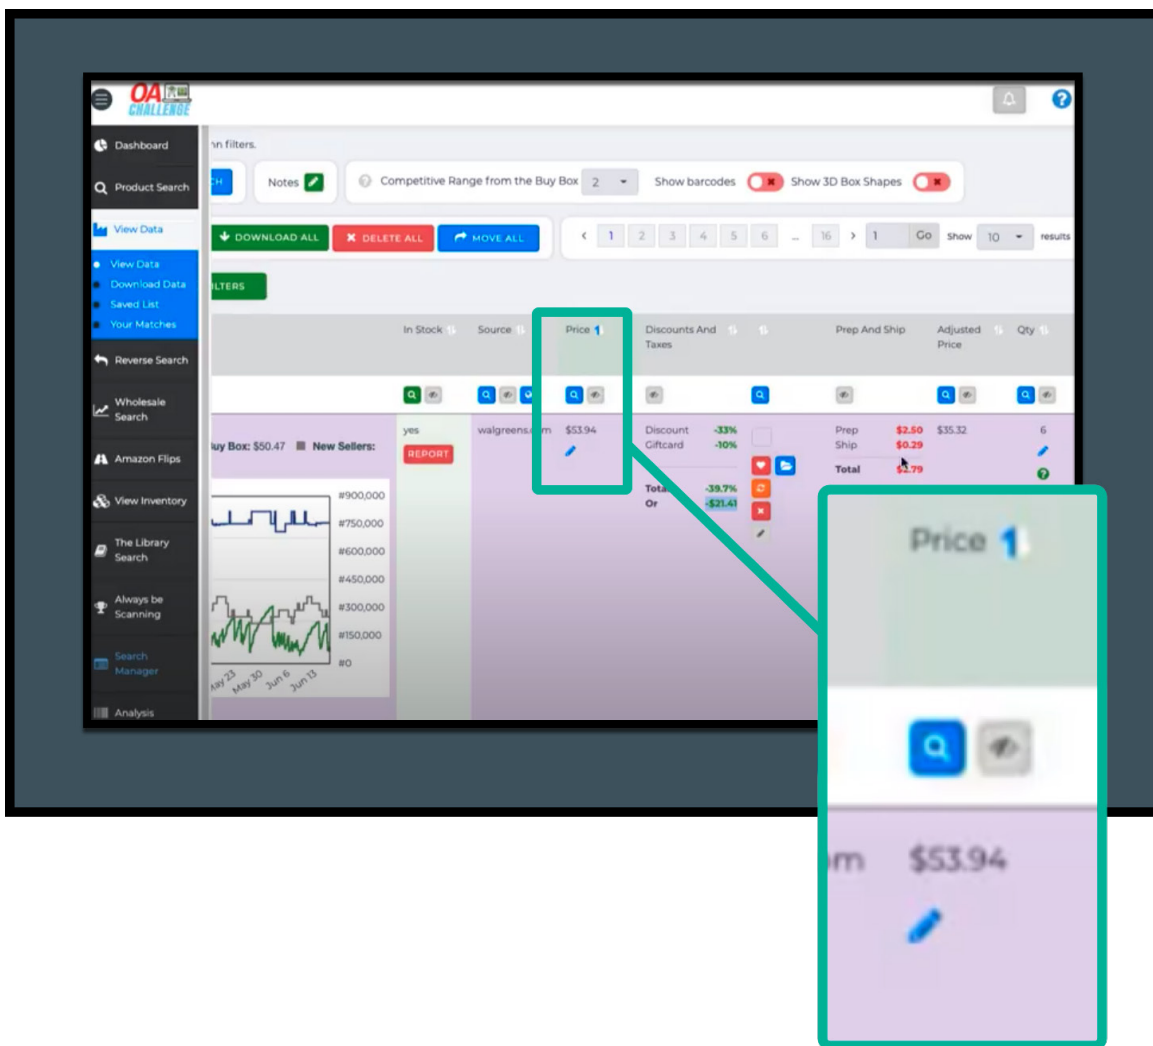 OA
CHALLENGE
Dashboard
Product Search
View Data
View Data
Download Data
Saved List
Your Matches
Reverse Search
Wholesale
Search
Amazon Flips
View Inventory
The Library
Search
Always be
Scanning
Search
Manager
Analysis
filters.
Notes
Competitive Range from the Buy Box 2
Show barcodes
Show 3D Box Shapes
DOWNLOAD ALL
DELETE ALL
MOVE ALL
1 2 3 4 5 6 ... 16 1 Go Show 10 results
ILTERS
In Stock
Source
Price
Discounts And
Taxes
Prep And Ship
Adjusted
Price
Qty
Buy Box: $50.47 New Sellers:
#900,000
#750,000
#600,000
#450,000
#300,000
#150,000
#0
May 23
May 30
Jun 6
Jun 13
yes
REPORT
walgreens.com
$53.94
Discount -33%
Giftcard -10%
Total -39.7%
Or -$21.41
Prep $2.50
Ship $0.29
Total $2.79
$35.32
6
Price
om $53.94